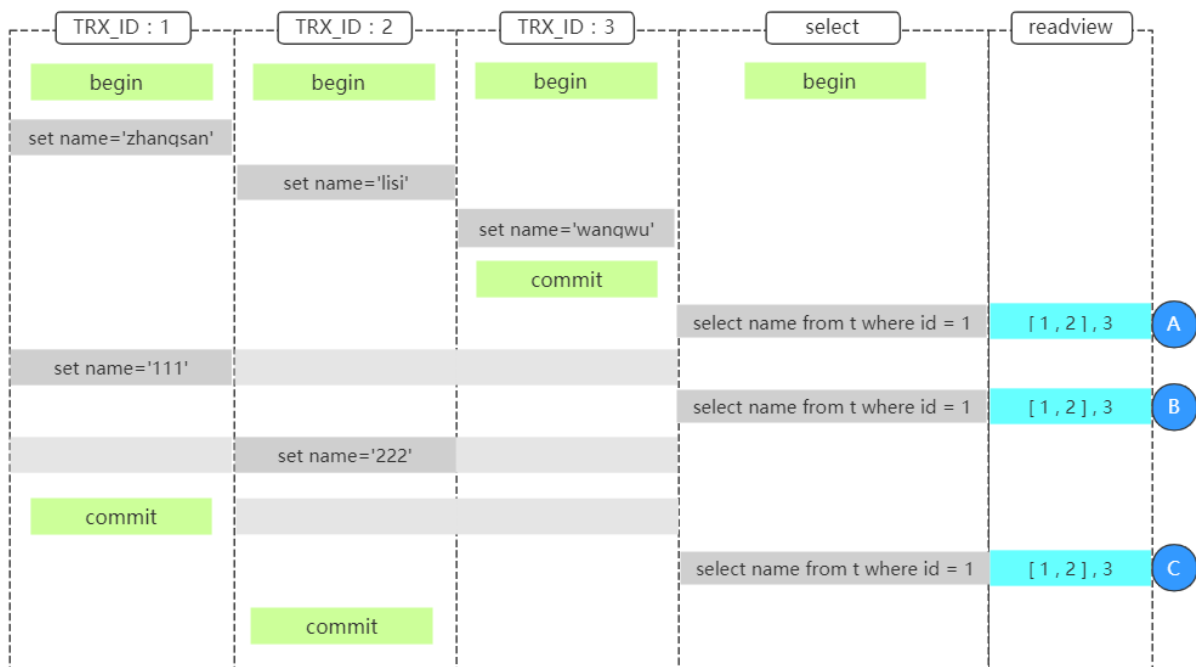 TRX_ID : 1
TRX_ID : 2
TRX_ID : 3
select
readview
begin
begin
begin
begin
set name='zhangsan'
set name='lisi'
set name='wangwu'
commit
select name from t where id = 1
[ 1 , 2 ] , 3
A
set name='111'
select name from t where id = 1
[ 1 , 2 ] , 3
B
set name='222'
commit
select name from t where id = 1
[ 1 , 2 ] , 3
C
commit